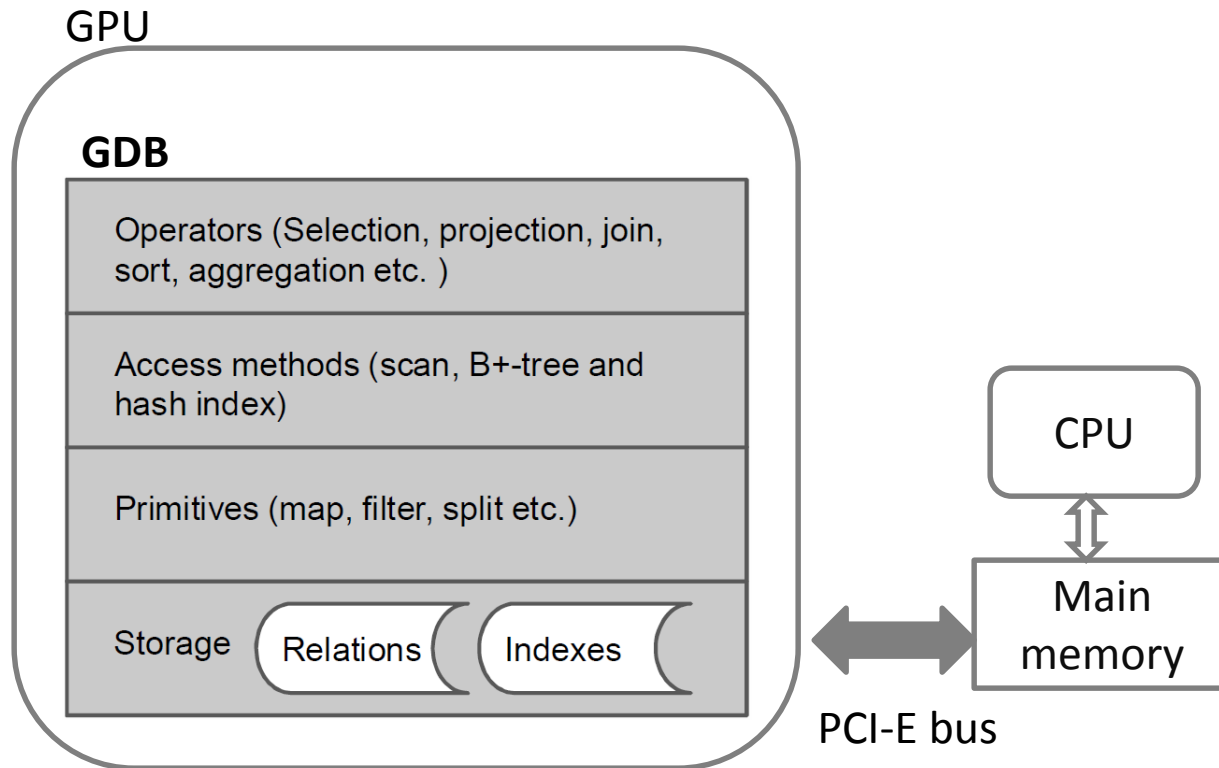 GPU
GDB
Operators (Selection, projection, join,
sort, aggregation etc. )
Access methods (scan, B+-tree and
hash index)
Primitives (map, filter, split etc.)
Storage
Relations
Indexes
CPU
Main
memory
PCI-E bus